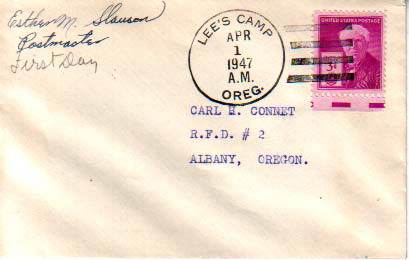 Esther M. Slauson
Postmaster
First Day
LEE'S CAMP
APR
1
1947
A.M.
OREG.
UNITED STATES POSTAGE
3¢
CARL H. CONNET
R.F.D. # 2
ALBANY, OREGON.